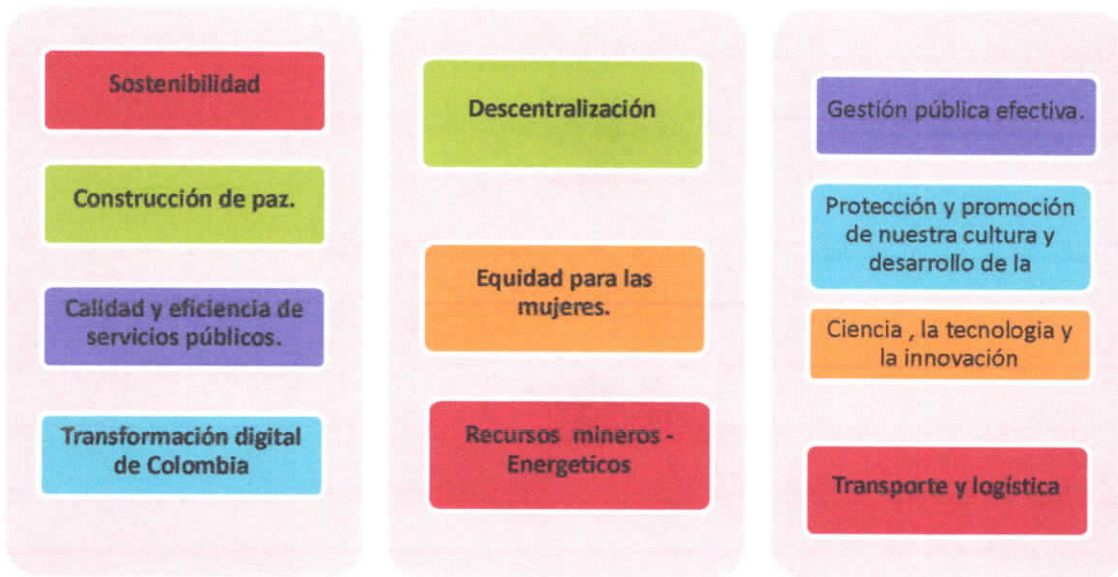 Sostenibilidad
Construcción de paz.
Calidad y eficiencia de
servicios públicos.
Transformación digital
de Colombia
Descentralización
Equidad para las
mujeres.
Recursos mineros -
Energeticos
Gestión pública efectiva.
Protección y promoción
de nuestra cultura y
desarrollo de la
Ciencia , la tecnologia y
la innovación
Transporte y logística